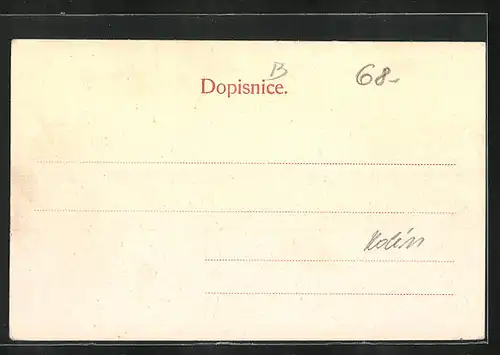 B
68-
Dopisnice.
Kolín